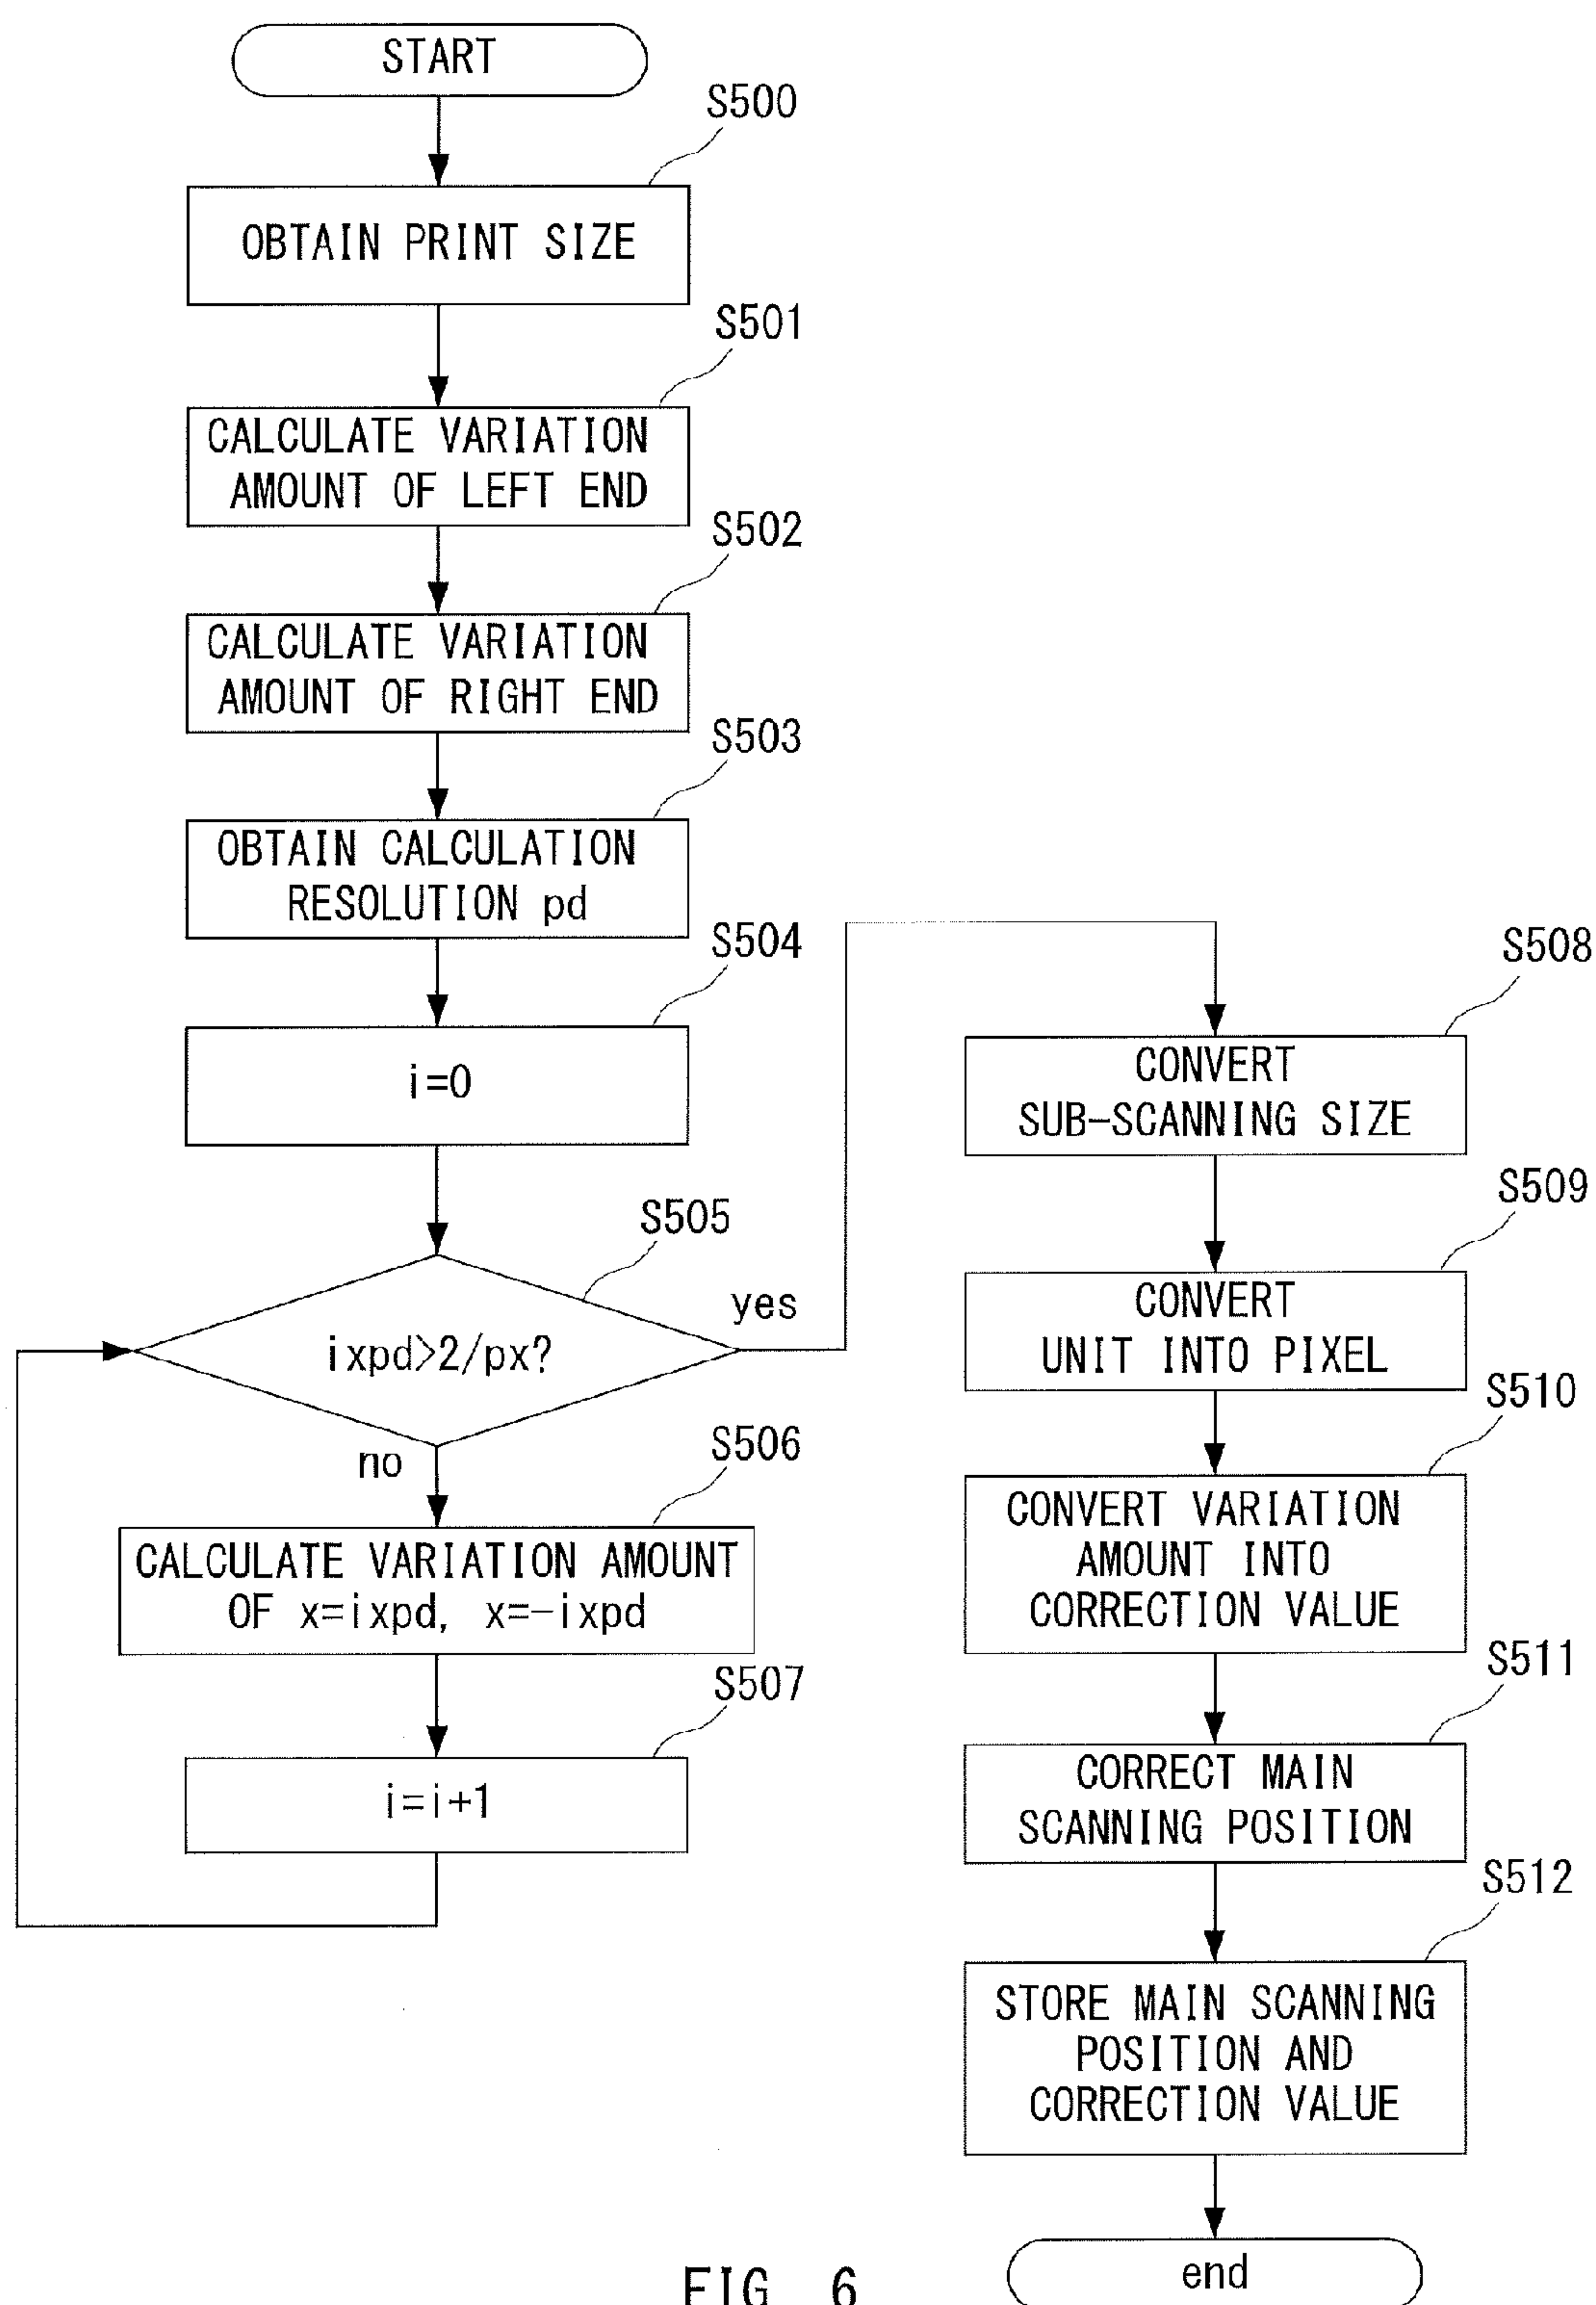 START
S500
OBTAIN PRINT SIZE
S501
CALCULATE VARIATION
AMOUNT OF LEFT END
S502
CALCULATE VARIATION
AMOUNT OF RIGHT END
S503
OBTAIN CALCULATION
RESOLUTION pd
S504
i=0
S505
ixpd>2/px?
yes
no
S506
CALCULATE VARIATION AMOUNT
OF x=ixpd, x=-ixpd
S507
i=i+1
S508
CONVERT
SUB-SCANNING SIZE
S509
CONVERT
UNIT INTO PIXEL
S510
CONVERT VARIATION
AMOUNT INTO
CORRECTION VALUE
S511
CORRECT MAIN
SCANNING POSITION
S512
STORE MAIN SCANNING
POSITION AND
CORRECTION VALUE
end
FIG 6